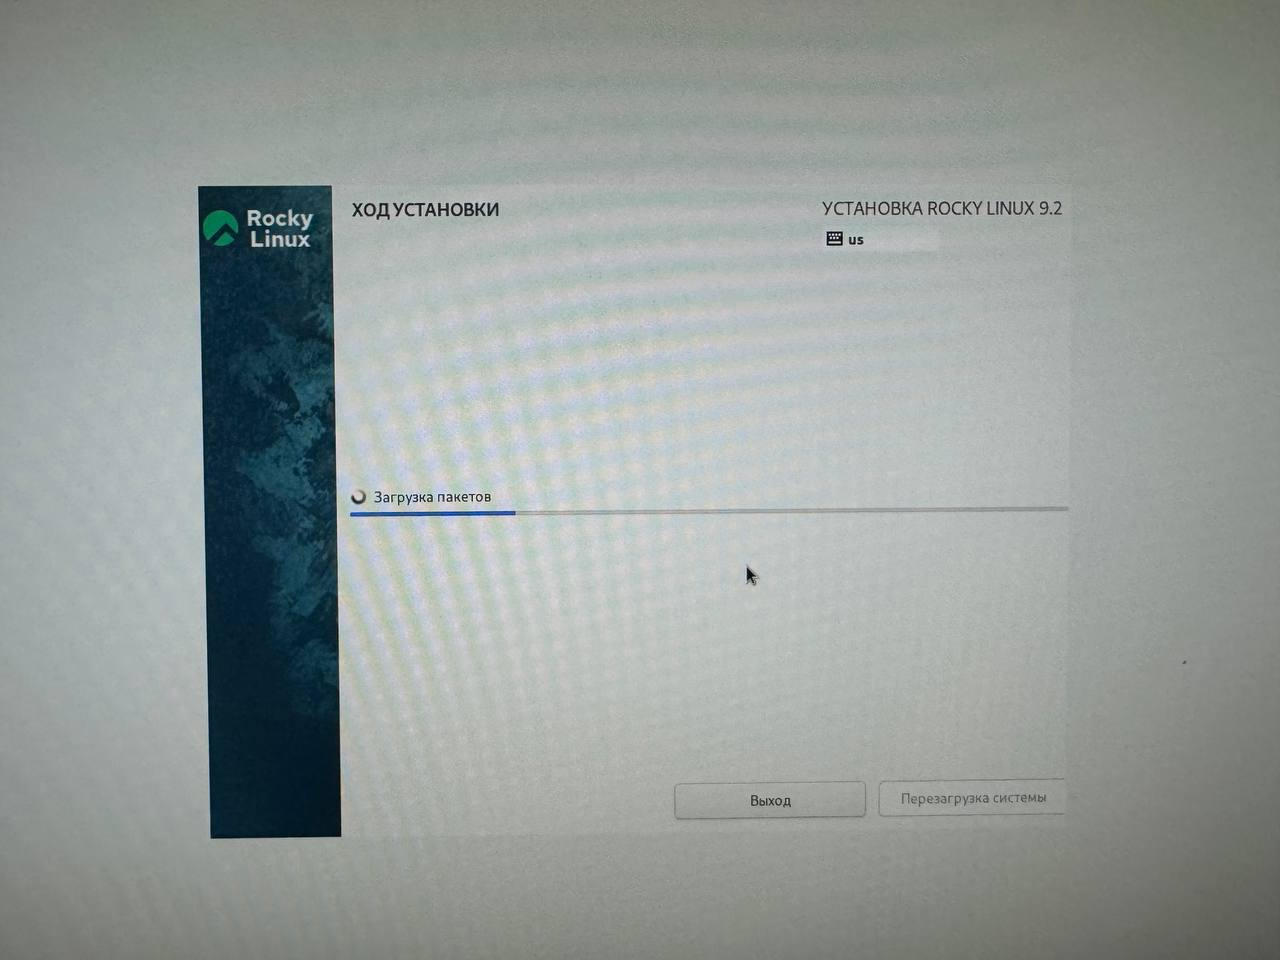 Rocky
Linux
ХОД УСТАНОВКИ
УСТАНОВКА ROCKY LINUX 9.2
us
Загрузка пакетов
Выход
Перезагрузка системы